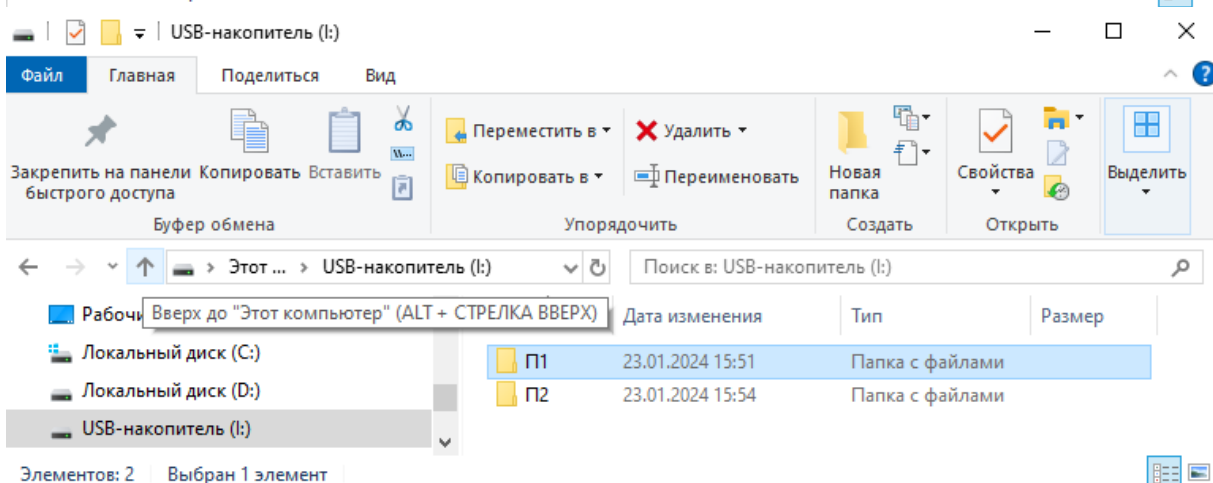 USB-накопитель (I:)
Файл Главная Поделиться Вид
Закрепить на панели быстрого доступа
Копировать
Вставить
Переместить в
Копировать в
Удалить
Переименовать
Новая папка
Свойства
Выделить
Буфер обмена Упорядочить Создать Открыть
Этот ... > USB-накопитель (I:) Поиск в: USB-накопитель (I:)
Вверх до "Этот компьютер" (ALT + СТРЕЛКА ВВЕРХ)
Дата изменения Тип Размер
Локальный диск (C:)
Локальный диск (D:)
USB-накопитель (I:)
П1 23.01.2024 15:51 Папка с файлами
П2 23.01.2024 15:54 Папка с файлами
Элементов: 2 Выбран 1 элемент